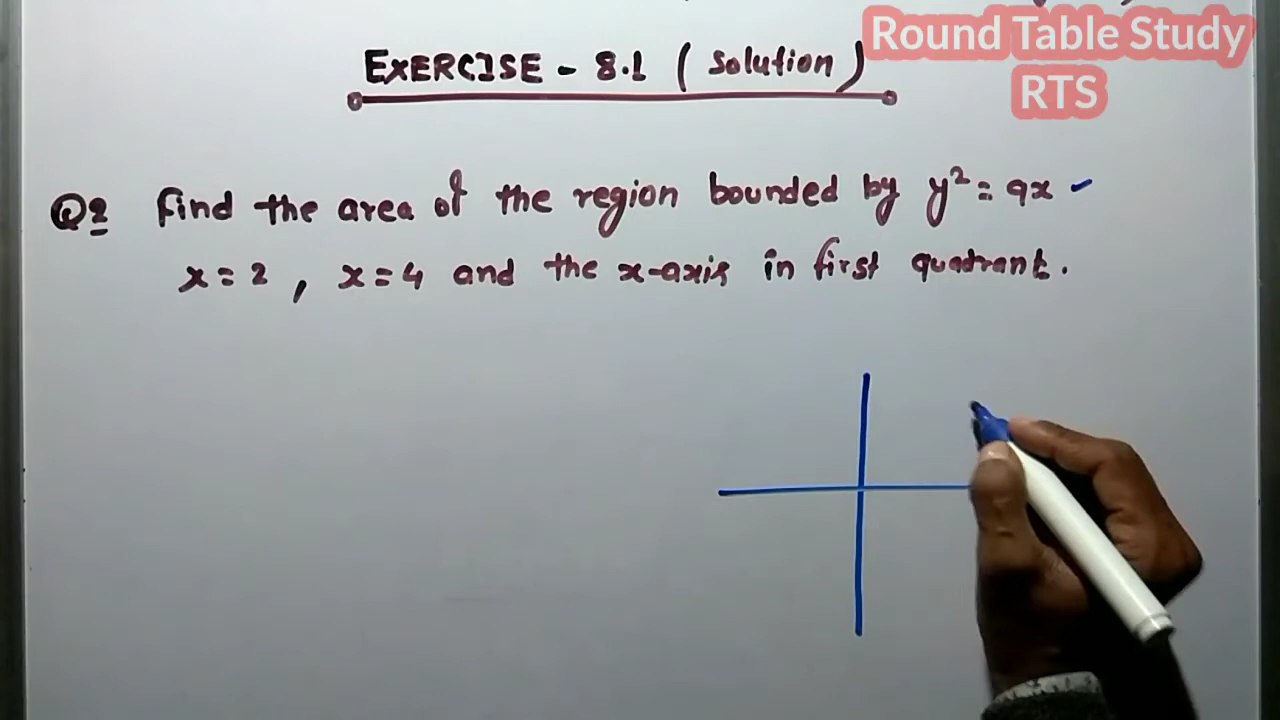 Round Table Study
RTS
EXERCISE - 8.1 (Solution)
Q2 Find the area of the region bounded by y² = 9x
x = 2, x = 4 and the x-axis in first quadrant.